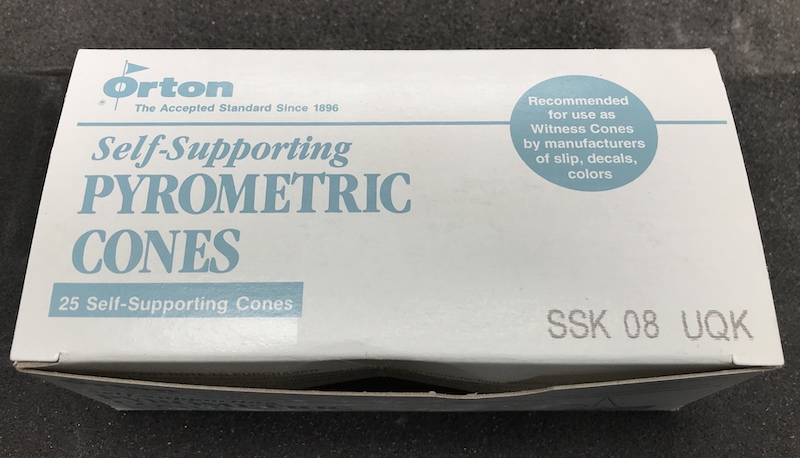 Orton
®
The Accepted Standard Since 1896
Recommended
for use as
Witness Cones
by manufacturers
of slip, decals,
colors
Self-Supporting
PYROMETRIC
CONES
25 Self-Supporting Cones
SSK 08 UQK